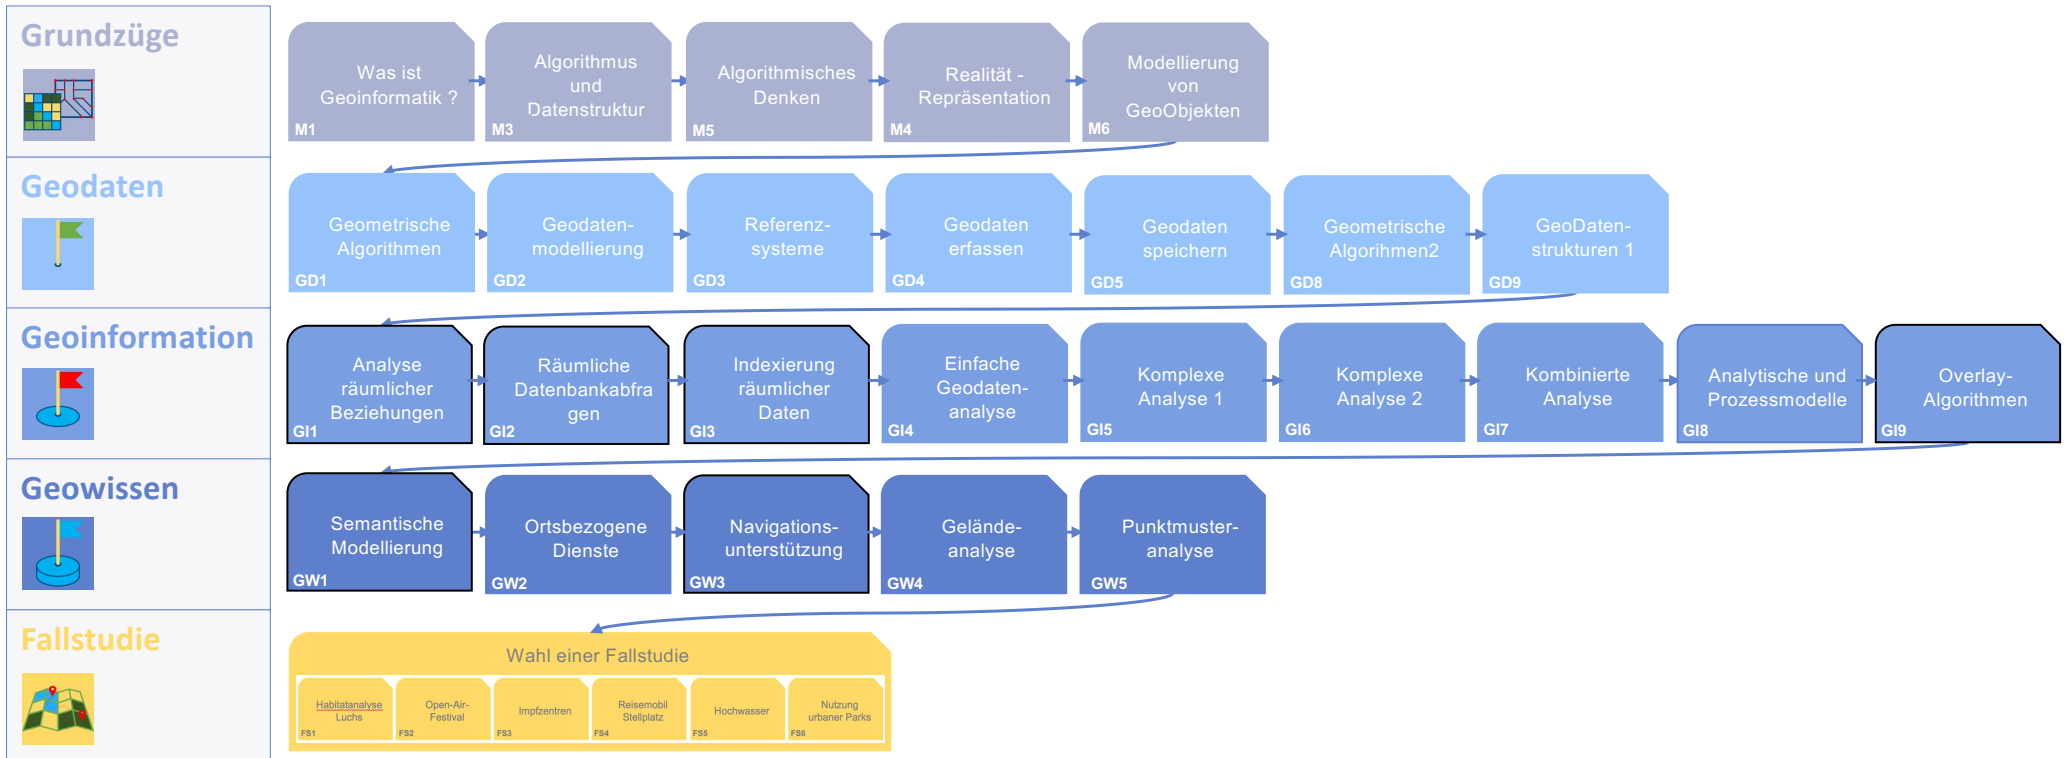 Grundzüge
Was ist
Geoinformatik ?
M1
Algorithmus
und
Datenstruktur
M3
Algorithmisches
Denken
M5
Realität -
Repräsentation
M4
Modellierung
von
GeoObjekten
M6
Geodaten
Geometrische
Algorithmen
GD1
Geodaten-
modellierung
GD2
Referenz-
systeme
GD3
Geodaten
erfassen
GD4
Geodaten
speichern
GD5
Geometrische
Algorihmen2
GD8
GeoDaten-
strukturen 1
GD9
Geoinformation
Analyse
räumlicher
Beziehungen
GI1
Räumliche
Datenbankabfra
gen
GI2
Indexierung
räumlicher
Daten
GI3
Einfache
Geodaten-
analyse
GI4
Komplexe
Analyse 1
GI5
Komplexe
Analyse 2
GI6
Kombinierte
Analyse
GI7
Analytische und
Prozessmodelle
GI8
Overlay-
Algorithmen
GI9
Geowissen
Semantische
Modellierung
GW1
Ortsbezogene
Dienste
GW2
Navigations-
unterstützung
GW3
Gelände-
analyse
GW4
Punktmuster-
analyse
GW5
Fallstudie
Wahl einer Fallstudie
Habitatanalyse
Luchs
FS1
Open-Air-
Festival
FS2
Impfzentren
FS3
Reisemobil
Stellplatz
FS4
Hochwasser
FS5
Nutzung
urbaner Parks
FS6